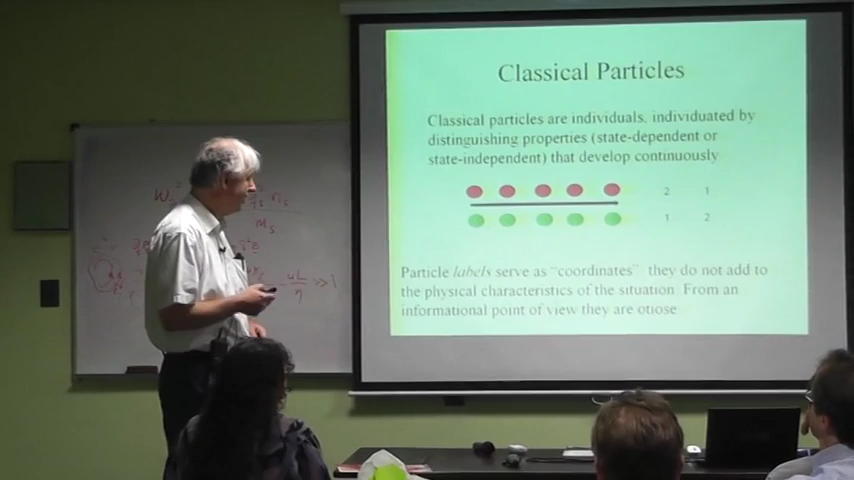 Classical Particles
Classical particles are individuals, individuated by
distinguishing properties (state-dependent or
state-independent) that develop continuously
2 1
1 2
Particle labels serve as "coordinates" they do not add to
the physical characteristics of the situation. From an
informational point of view they are otiose
uL
η
>>1
m s